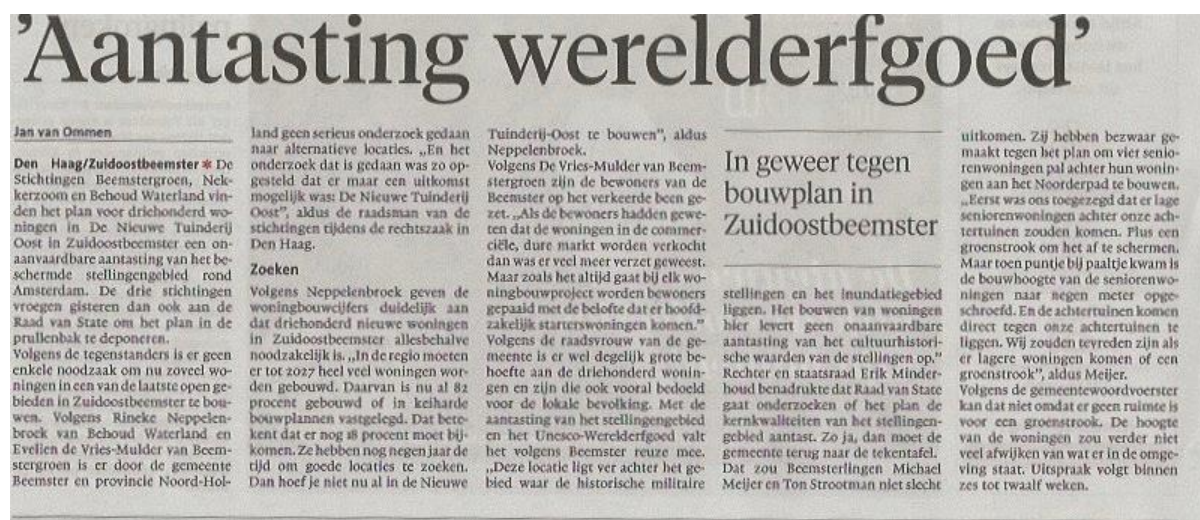 'Aantasting werelderfgoed'
Jan van Ommen
Den Haag/Zuidoostbeemster * De
Stichtingen Beemstergroen, Nek-
kerzoom en Behoud Waterland vin-
den het plan voor driehonderd wo-
ningen in De Nieuwe Tuinderij
Oost in Zuidoostbeemster een on-
aanvaardbare aantasting van het be-
schermde stellingengebied rond
Amsterdam. De drie stichtingen
vroegen gisteren dan ook aan de
Raad van State om het plan in de
prullenbak te deponeren.
Volgens de tegenstanders is er geen
enkele noodzaak om nu zoveel wo-
ningen in een van de laatste open ge-
bieden in Zuidoostbeemster te bou-
wen. Volgens Rineke Neppelen-
broek van Behoud Waterland en
Evelien de Vries-Mulder van Beem-
stergroen is er door de gemeente
Beemster en provincie Noord-Hol-
land geen serieus onderzoek gedaan
naar alternatieve locaties. „En het
onderzoek dat is gedaan was zo op-
gesteld dat er maar een uitkomst
mogelijk was: De Nieuwe Tuinderij
Oost”, aldus de raadsman van de
stichtingen tijdens de rechtszaak in
Den Haag.
Zoeken
Volgens Neppelenbroek geven de
woningbouwcijfers duidelijk aan
dat driehonderd nieuwe woningen
in Zuidoostbeemster allesbehalve
noodzakelijk is. „In de regio moeten
er tot 2027 heel veel woningen wor-
den gebouwd. Daarvan is nu al 82
procent gebouwd of in keiharde
bouwplannen vastgelegd. Dat bete-
kent dat er nog 18 procent moet bij-
komen. Ze hebben nog negen jaar de
tijd om goede locaties te zoeken.
Dan hoef je niet nu al in de Nieuwe
Tuinderij-Oost te bouwen”, aldus
Neppelenbroek.
Volgens De Vries-Mulder van Beem-
stergroen zijn de bewoners van de
Beemster op het verkeerde been ge-
zet. „Als de bewoners hadden gewe-
ten dat de woningen in de commer-
ciële, dure markt worden verkocht
dan was er veel meer verzet geweest.
Maar zoals het altijd gaat bij elk wo-
ningbouwproject worden bewoners
gepaaid met de belofte dat er hoofd-
zakelijk starterswoningen komen.”
Volgens de raadsvrouw van de ge-
meente is er wel degelijk grote be-
hoefte aan de driehonderd wonin-
gen en zijn die ook vooral bedoeld
voor de lokale bevolking. Met de
aantasting van het stellingengebied
en het Unesco-Werelderfgoed valt
het volgens Beemster reuze mee.
„Deze locatie ligt ver achter het ge-
bied waar de historische militaire
In geweer tegen
bouwplan in
Zuidoostbeemster
stellingen en het inundatiegebied
liggen. Het bouwen van woningen
hier levert geen onaanvaardbare
aantasting van het cultuurhistori-
sche waarden van de stellingen op.”
Rechter en staatsraad Erik Minder-
houd benadrukte dat Raad van State
gaat onderzoeken of het plan de
kernkwaliteiten van het stellingen-
gebied aantast. Zo ja, dan moet de
gemeente terug naar de tekentafel.
Dat zou Beemsterlingen Michael
Meijer en Ton Strootman niet slecht
uitkomen. Zij hebben bezwaar ge-
maakt tegen het plan om vier senio-
renwoningen pal achter hun wonin-
gen aan het Noorderpad te bouwen.
„Eerst was ons toegezegd dat er lage
seniorenwoningen achter onze ach-
tertuinen zouden komen. Plus een
groenstrook om het af te schermen.
Maar toen puntje bij paaltje kwam is
de bouwhoogte van de seniorenwo-
ningen naar negen meter opge-
schroefd. En de achtertuinen komen
direct tegen onze achtertuinen te
liggen. Wij zouden tevreden zijn als
er lagere woningen komen of een
groenstrook”, aldus Meijer.
Volgens de gemeentewoordvoerster
kan dat niet omdat er geen ruimte is
voor een groenstrook. De hoogte
van de woningen zou verder niet
veel afwijken van wat er in de omge-
ving staat. Uitspraak volgt binnen
zes tot twaalf weken.